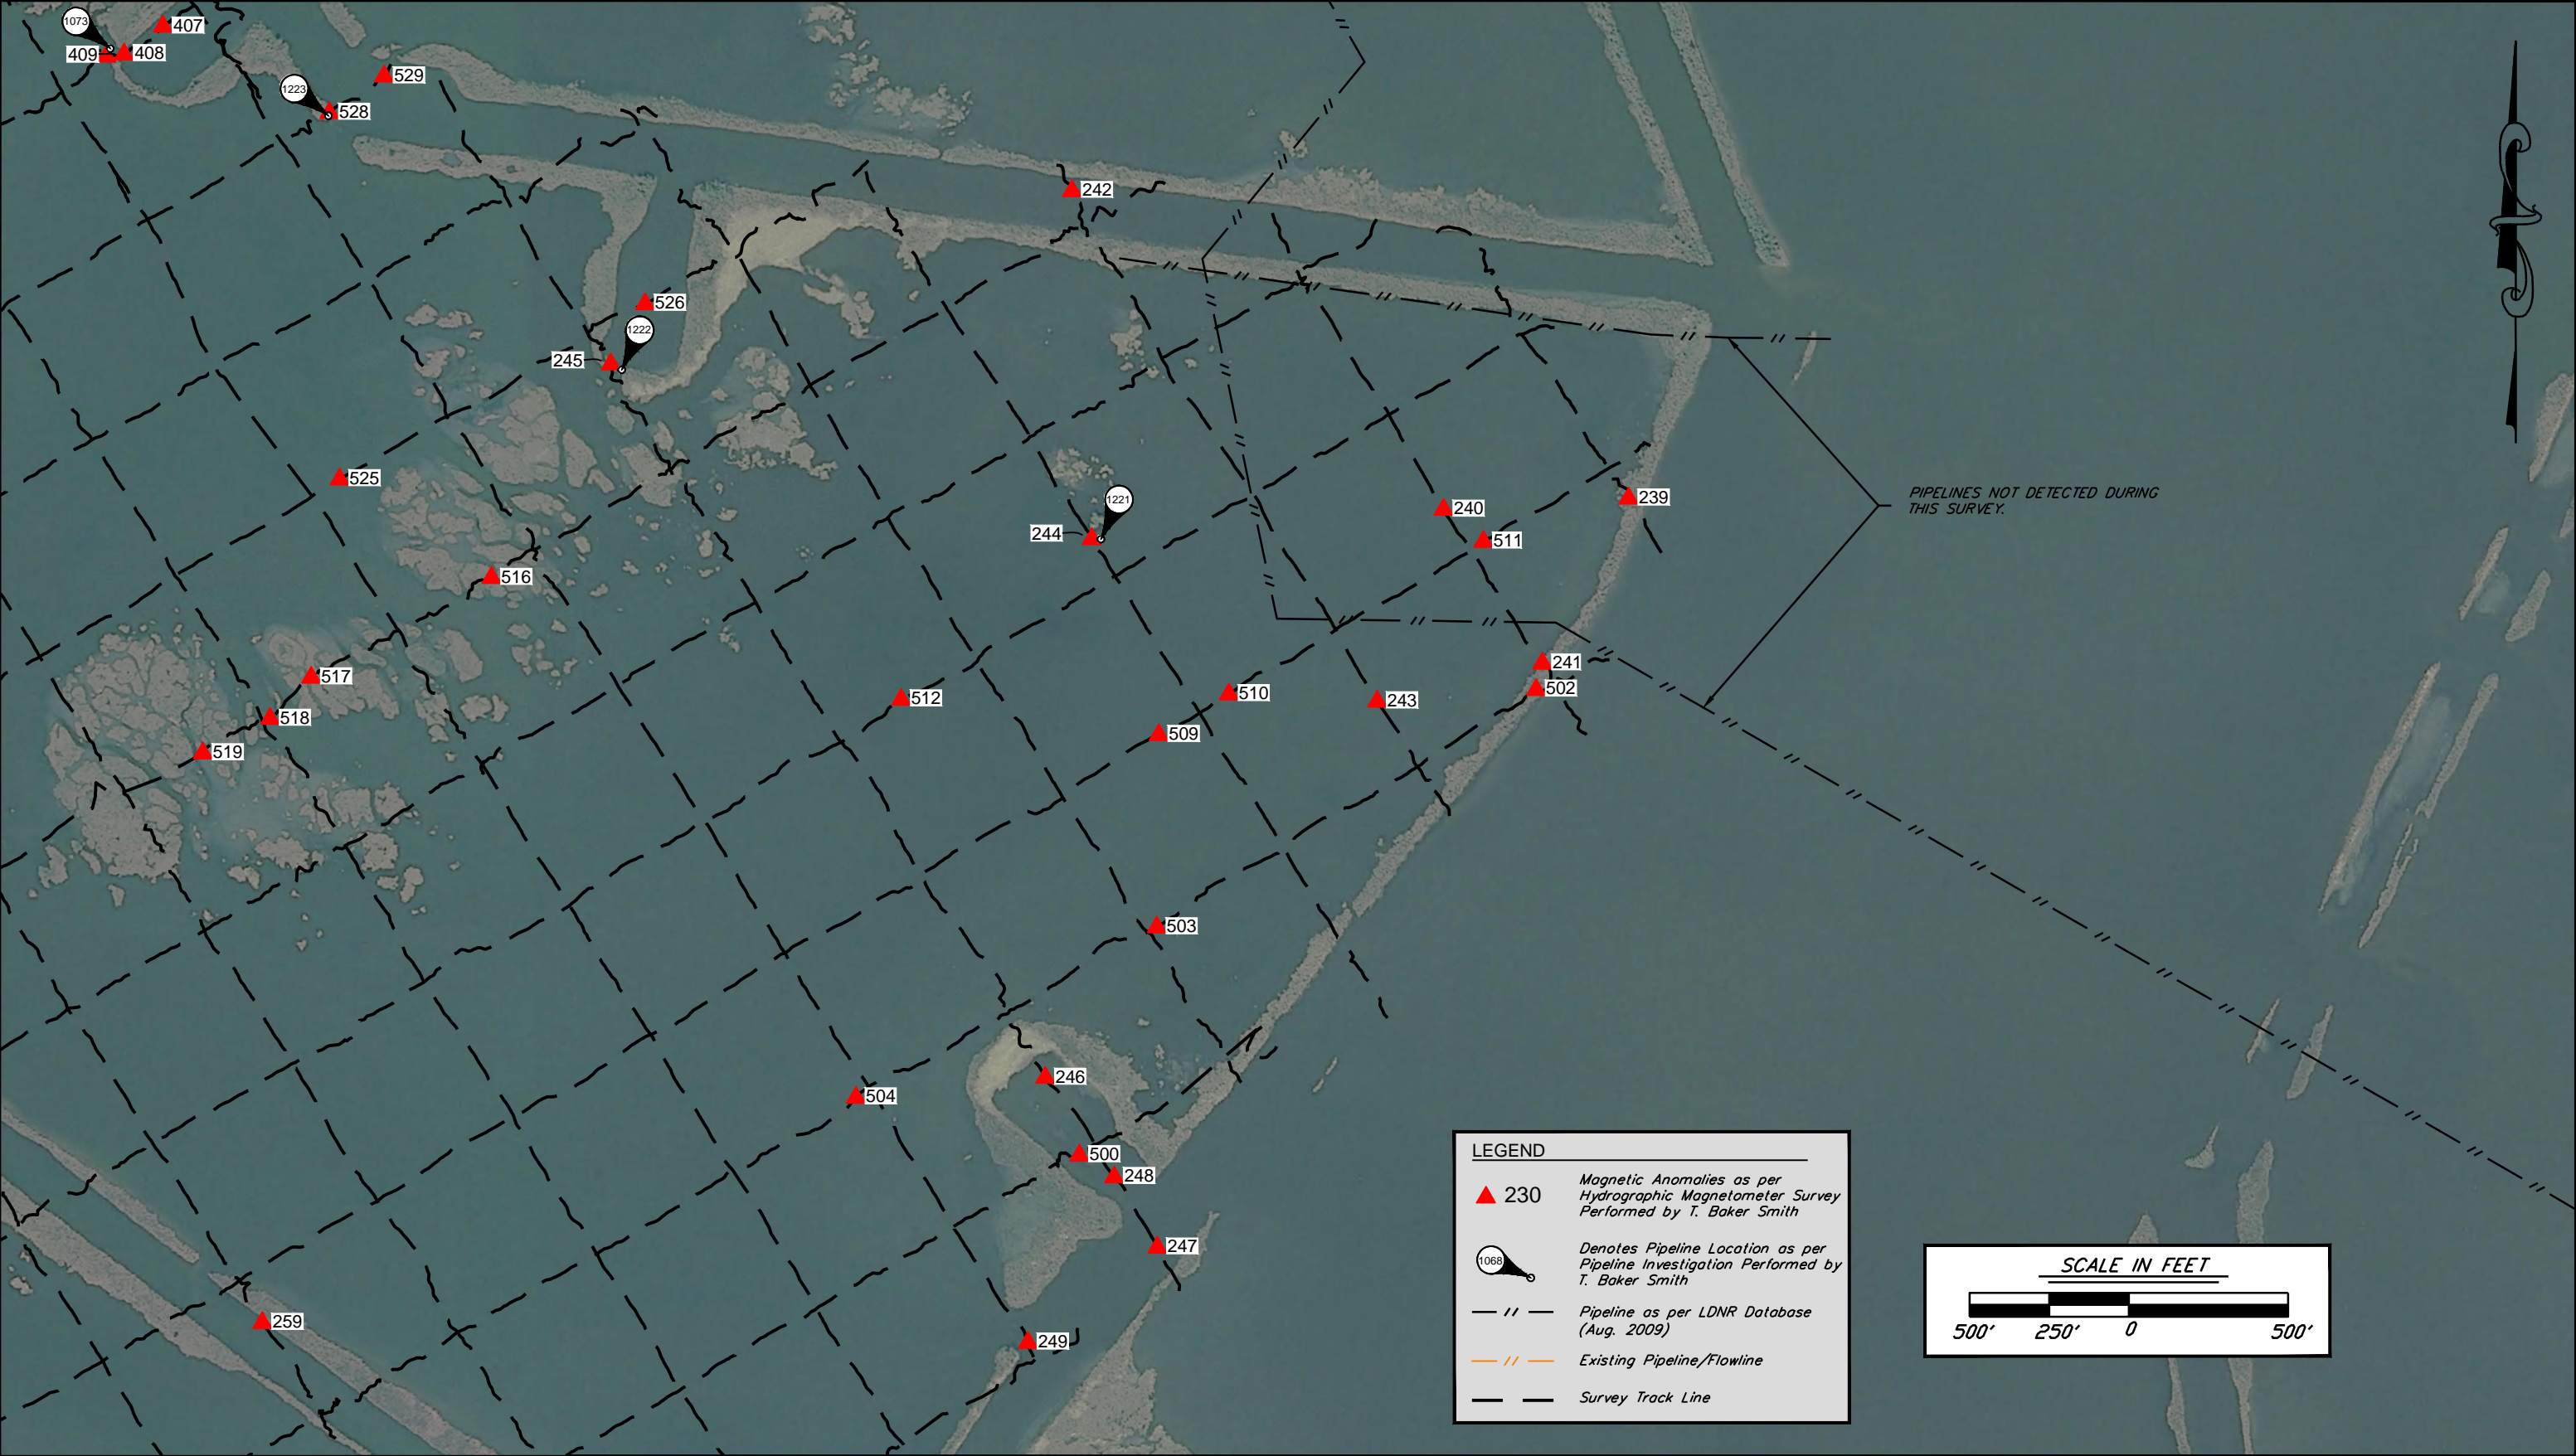 1073
407
409
408
529
1223
528
242
526
1222
245
525
1221
244
240
239
PIPELINES NOT DETECTED DURING
THIS SURVEY.
511
516
517
241
502
512
510
243
518
509
519
503
246
504
500
248
247
259
249
LEGEND
230
Magnetic Anomalies as per
Hydrographic Magnetometer Survey
Performed by T. Baker Smith
1068
Denotes Pipeline Location as per
Pipeline Investigation Performed by
T. Baker Smith
Pipeline as per LDNR Database
(Aug. 2009)
Existing Pipeline/Flowline
Survey Track Line
SCALE IN FEET
500' 250' 0 500'